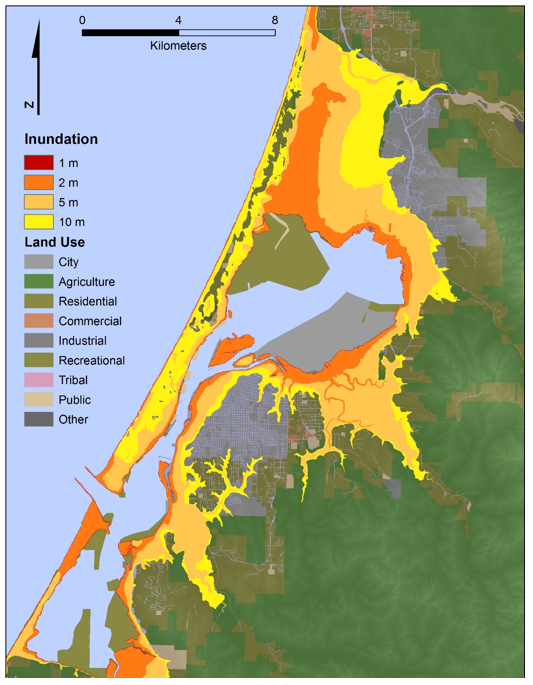 0 4 8
Kilometers
N
Inundation
1 m
2 m
5 m
10 m
Land Use
City
Agriculture
Residential
Commercial
Industrial
Recreational
Tribal
Public
Other